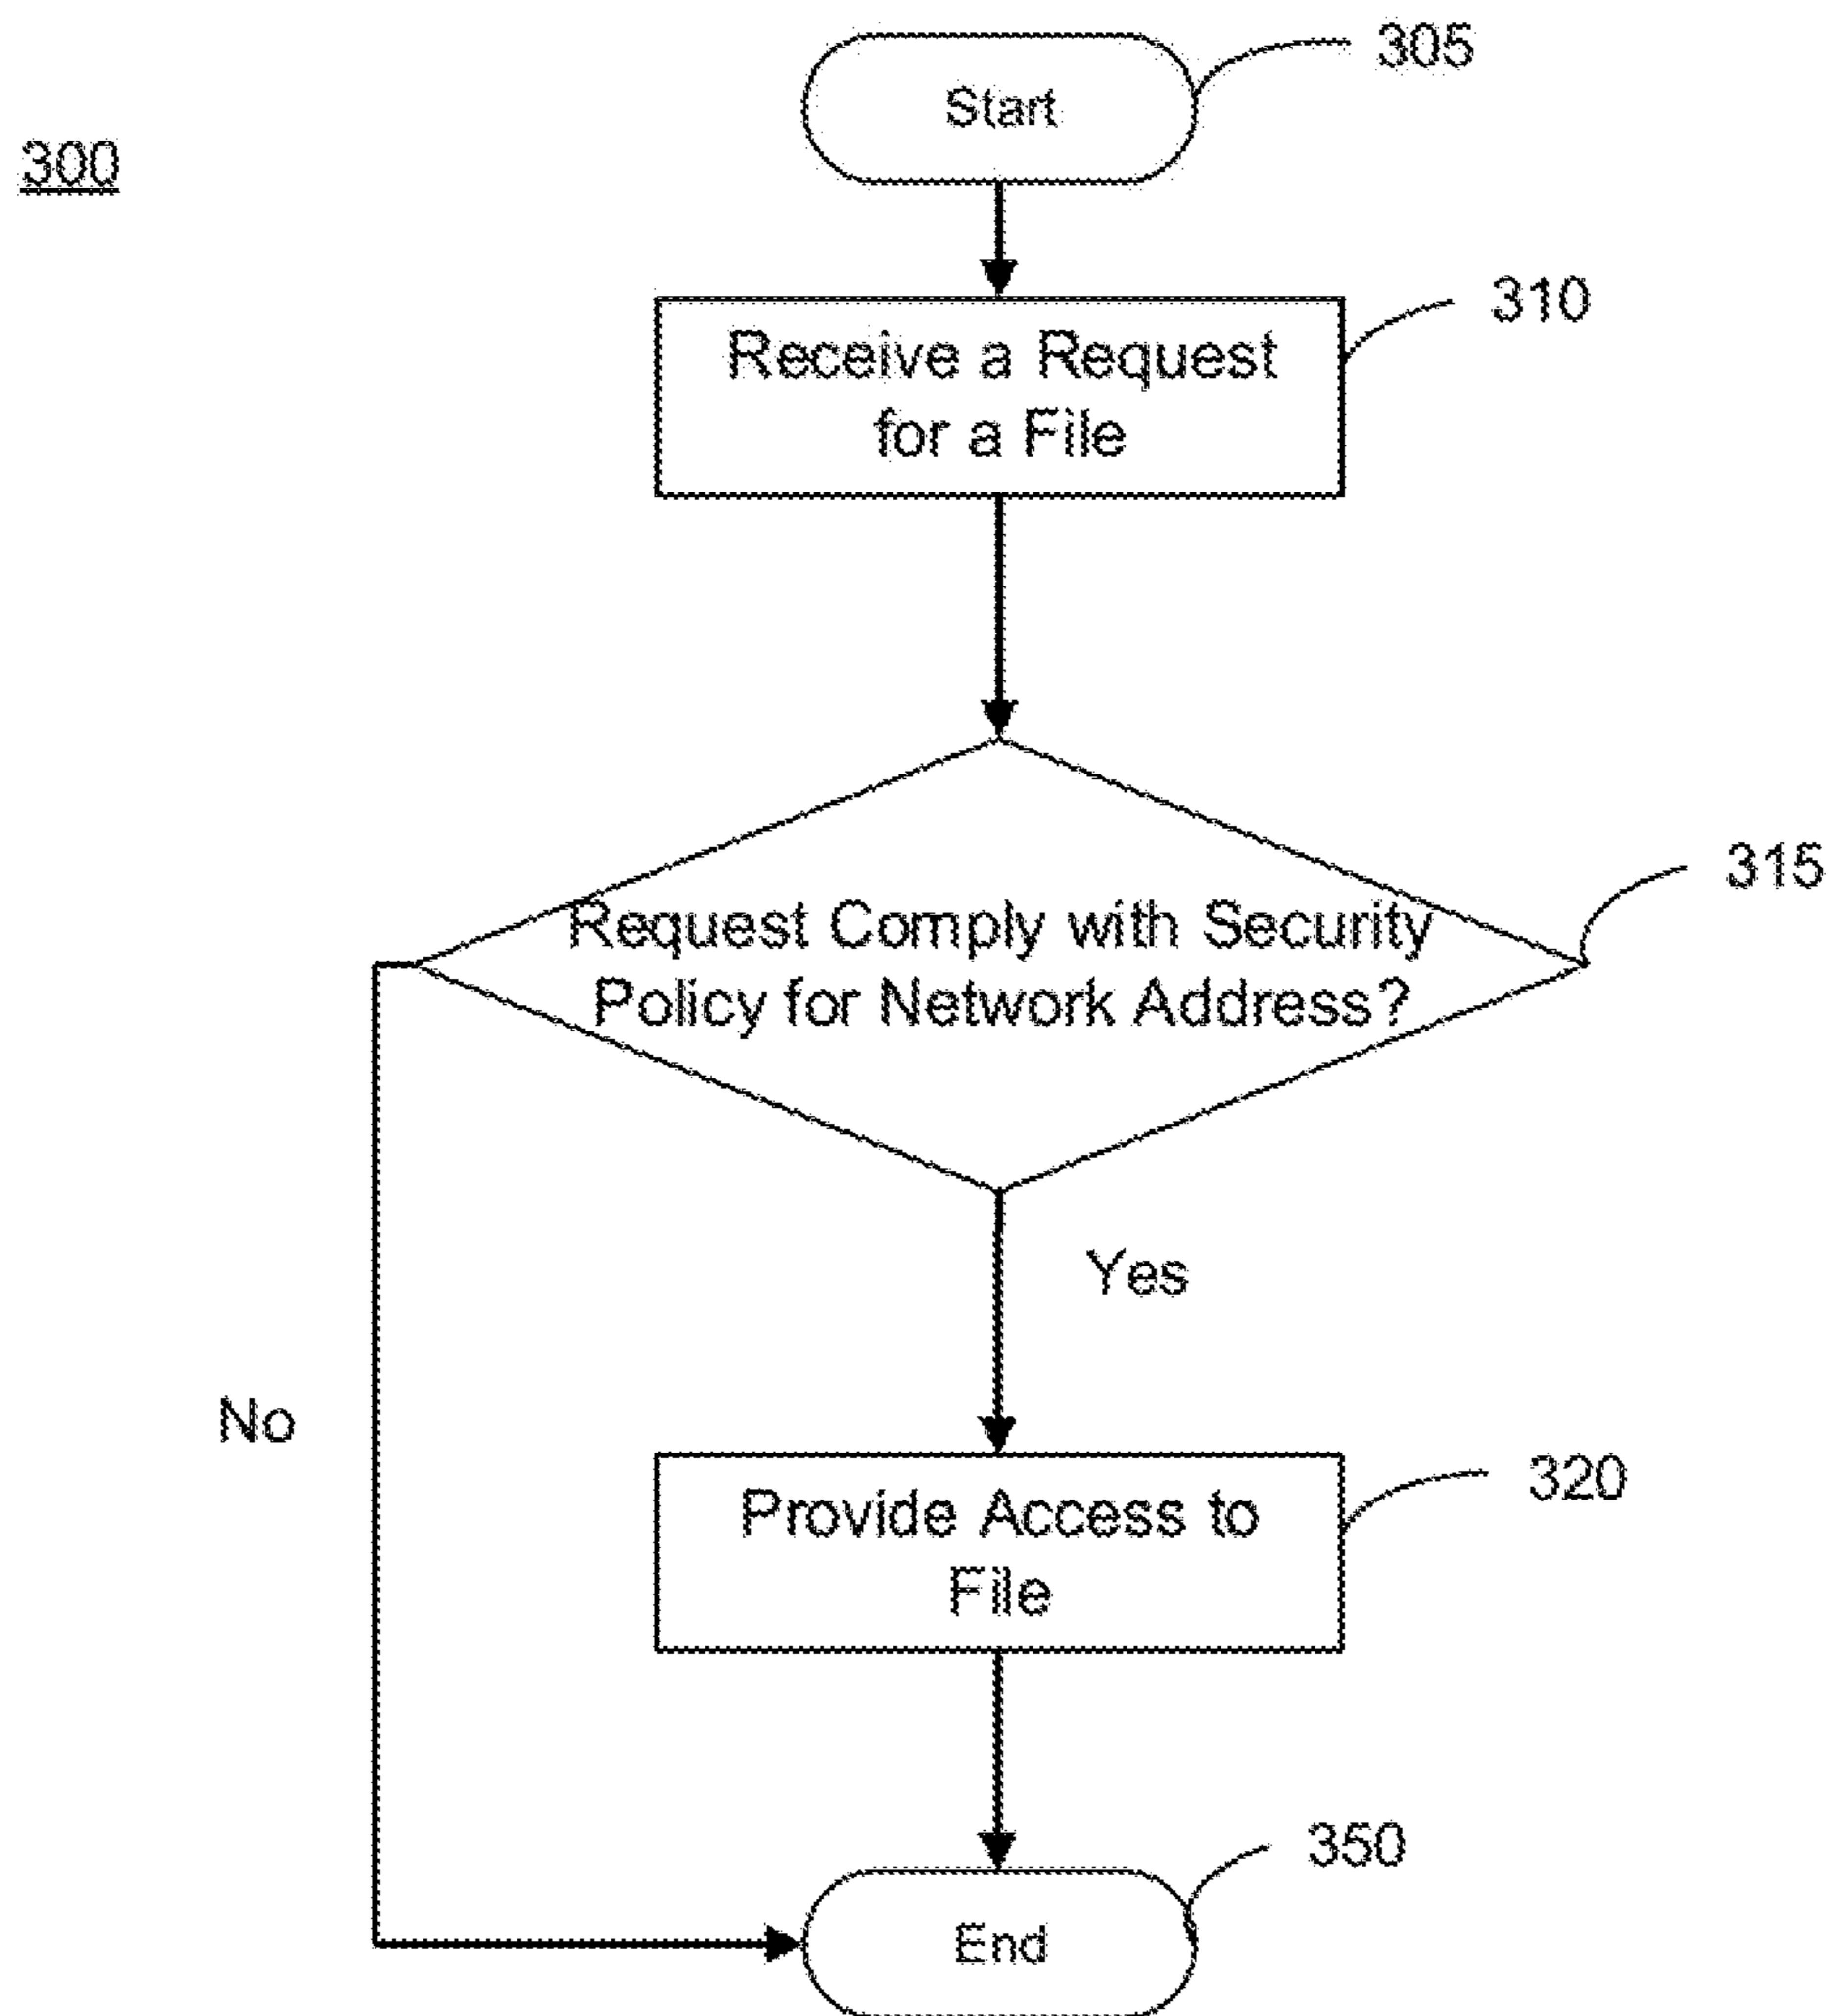 305
Start
300
310
Receive a Request
for a File
315
Request Comply with Security
Policy for Network Address?
Yes
No
320
Provide Access to
File
350
End